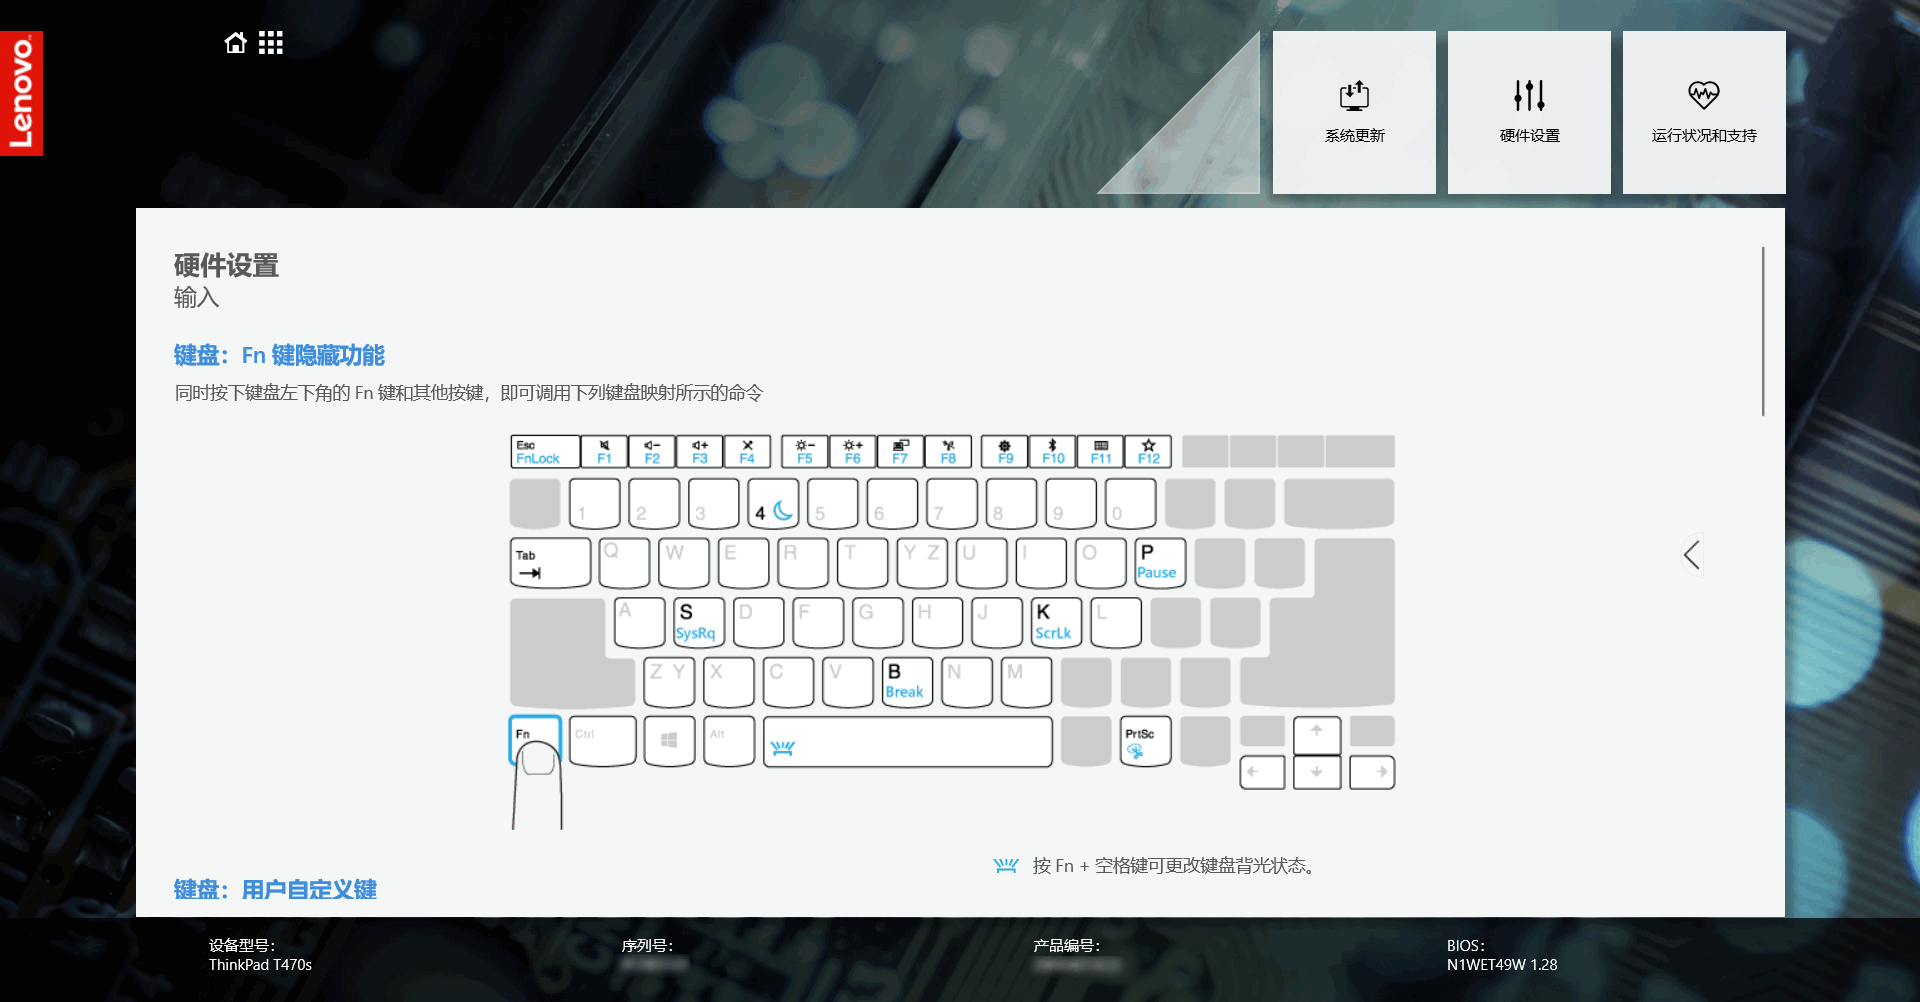 Lenovo
系统更新
硬件设置
运行状况和支持
硬件设置
输入
键盘：Fn 键隐藏功能
同时按下键盘左下角的 Fn 键和其他按键，即可调用下列键盘映射所示的命令
Esc
FnLock F1 F2 F3 F4 F5 F6 F7 F8 F9 F10 F11 F12
1 2 3 4 5 6 7 8 9 0
Tab Q W E R T Y Z U I O P
Pause
A S D F G H J K L
SysRq ScrLk
Z Y X C V B N M
Break
Fn Ctrl Alt PrtSc
按 Fn + 空格键可更改键盘背光状态。
键盘：用户自定义键
设备型号：
ThinkPad T470s
序列号：
产品编号：
BIOS：
N1WET49W 1.28